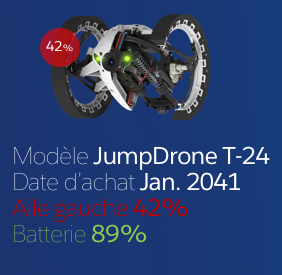 42%
Modèle JumpDrone T-24
Date d'achat Jan. 2041
Aile gauche 42%
Batterie 89%